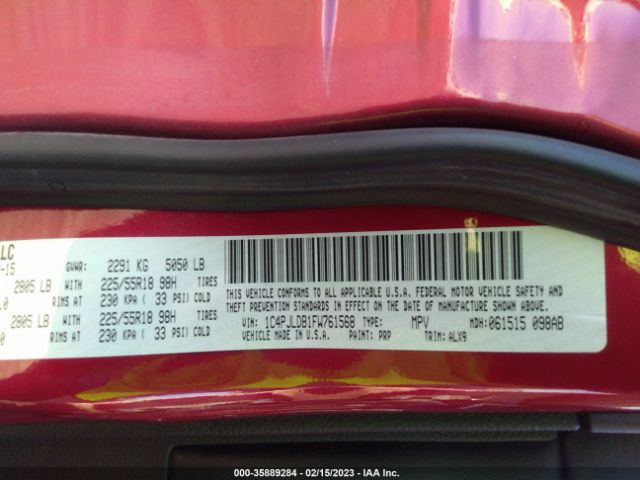 LC
-15
GVWR: 2291 KG 5050 LB
2805 LB WITH 225/55R18 98H TIRES
.0 RIMS AT 230 KPA ( 33 PSI) COLD
2805 LB WITH 225/55R18 98H TIRES
0 RIMS AT 230 KPA ( 33 PSI) COLD
THIS VEHICLE CONFORMS TO ALL APPLICABLE U.S.A. FEDERAL MOTOR VEHICLE SAFETY AND
THEFT PREVENTION STANDARDS IN EFFECT ON THE DATE OF MANUFACTURE SHOWN ABOVE.
VIN: 1C4PJLDB1FW761568 TYPE: MPV MDH: 061515 098AB
VEHICLE MADE IN U.S.A. PAINT: PRP TRIM: ALX9
000-35889284 - 02/15/2023 - IAA Inc.